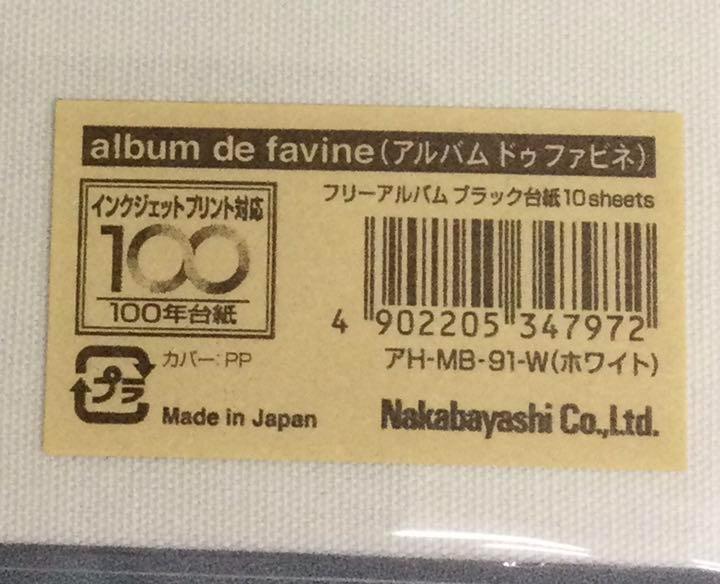 album de favine(アルバム ドゥ ファビネ)
インクジェットプリント対応
100
100年台紙
フリーアルバム ブラック台紙10sheets
4 902205 347972
アH-MB-91-W(ホワイト)
プラ
カバー:PP
Made in Japan
Nakabayashi Co.,Ltd.